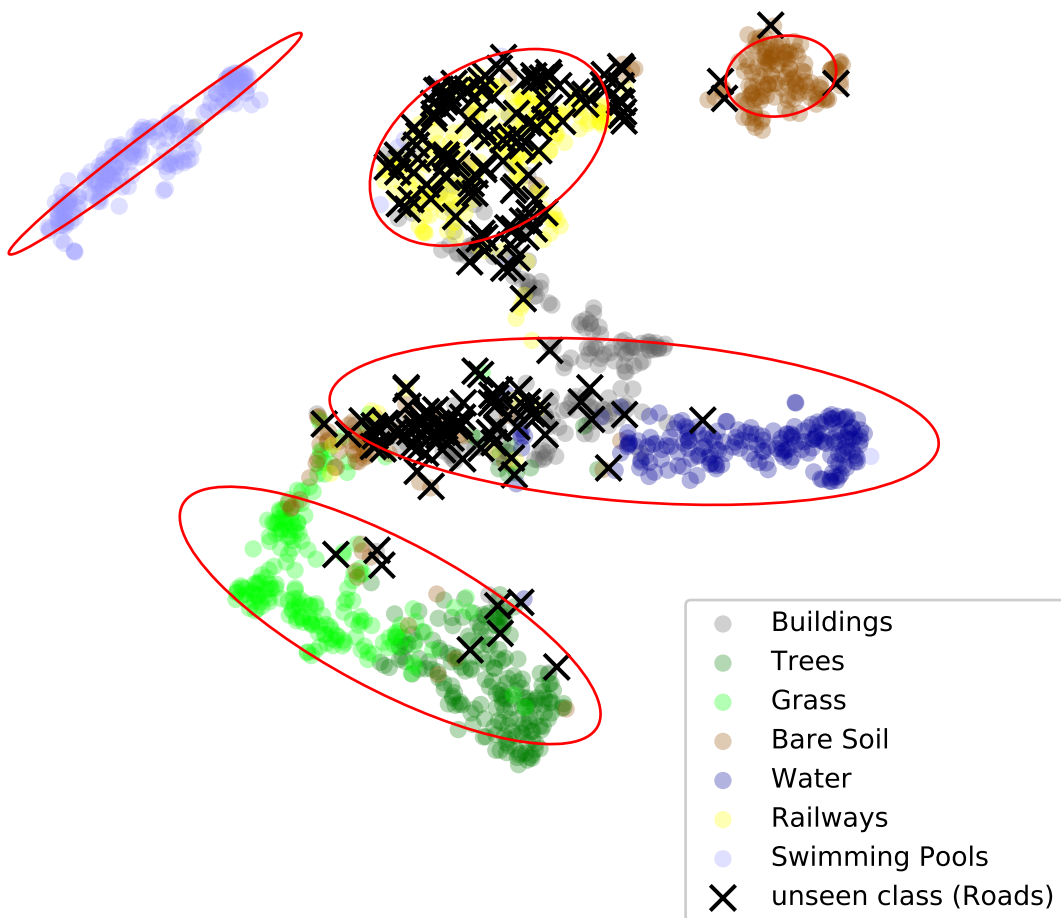 Buildings
Trees
Grass
Bare Soil
Water
Railways
Swimming Pools
unseen class (Roads)